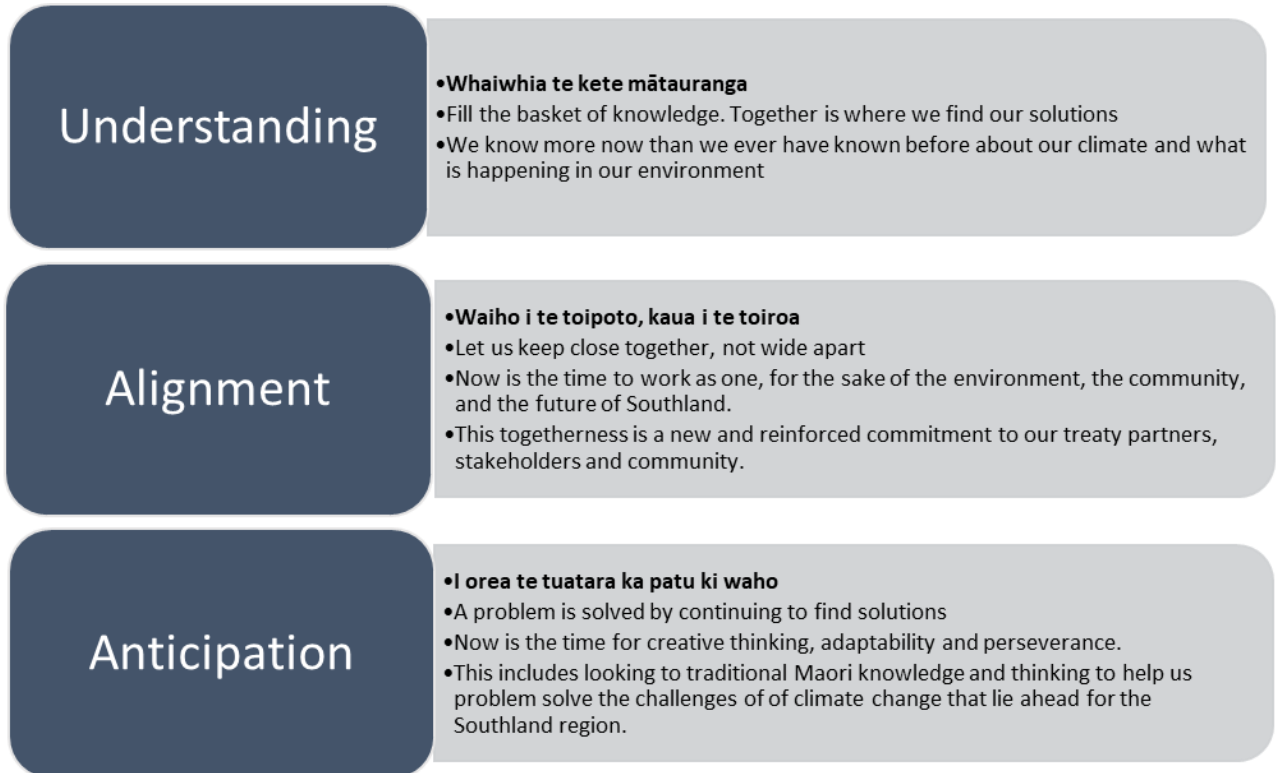 Understanding
•Whaiwhia te kete mātauranga
•Fill the basket of knowledge. Together is where we find our solutions
•We know more now than we ever have known before about our climate and what
is happening in our environment
Alignment
•Waiho i te toipoto, kaua i te toiroa
•Let us keep close together, not wide apart
•Now is the time to work as one, for the sake of the environment, the community,
and the future of Southland.
•This togetherness is a new and reinforced commitment to our treaty partners,
stakeholders and community.
Anticipation
•I orea te tuatara ka patu ki waho
•A problem is solved by continuing to find solutions
•Now is the time for creative thinking, adaptability and perseverance.
•This includes looking to traditional Maori knowledge and thinking to help us
problem solve the challenges of of climate change that lie ahead for the
Southland region.